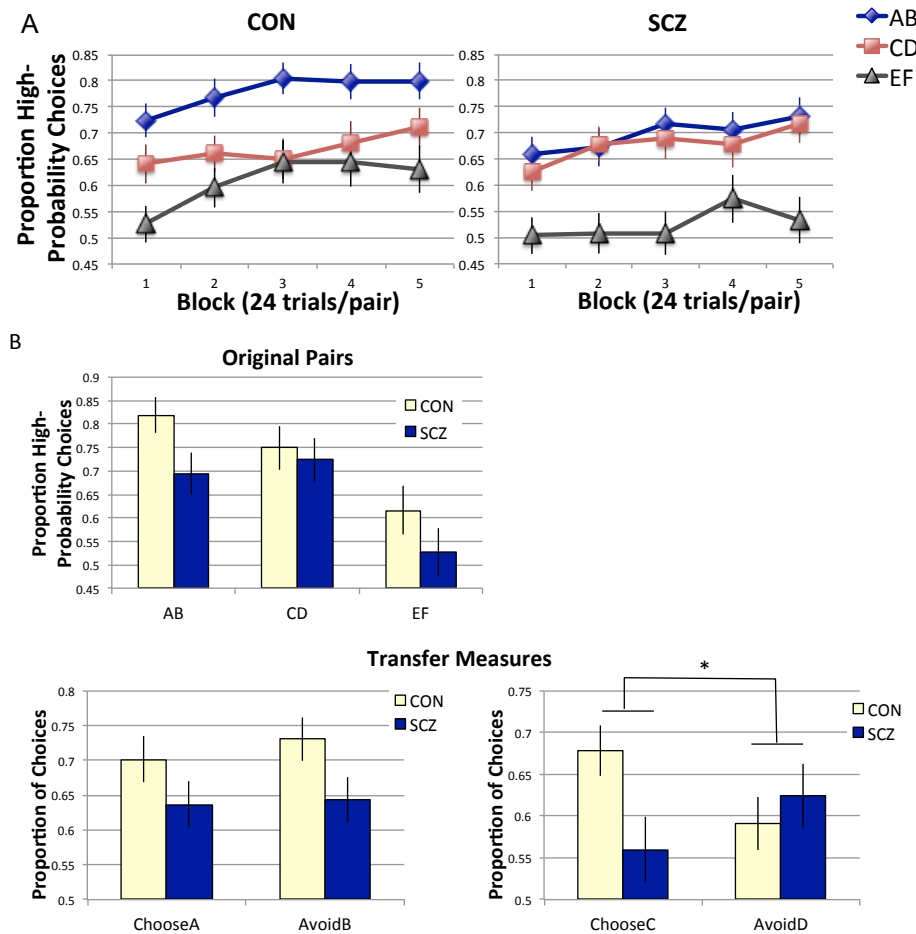 A
CON
SCZ
AB
CD
EF
Proportion High-
Probability Choices
0.85
0.8
0.75
0.7
0.65
0.6
0.55
0.5
0.45
1 2 3 4 5
Block (24 trials/pair)
0.85
0.8
0.75
0.7
0.65
0.6
0.55
0.5
0.45
1 2 3 4 5
Block (24 trials/pair)
B
Original Pairs
Proportion High-
Probability Choices
0.9
0.85
0.8
0.75
0.7
0.65
0.6
0.55
0.5
0.45
CON
SCZ
AB CD EF
Transfer Measures
Proportion of Choices
0.8
0.75
0.7
0.65
0.6
0.55
0.5
CON
SCZ
ChooseA AvoidB
Proportion of Choices
0.75
0.7
0.65
0.6
0.55
0.5
*
CON
SCZ
ChooseC AvoidD